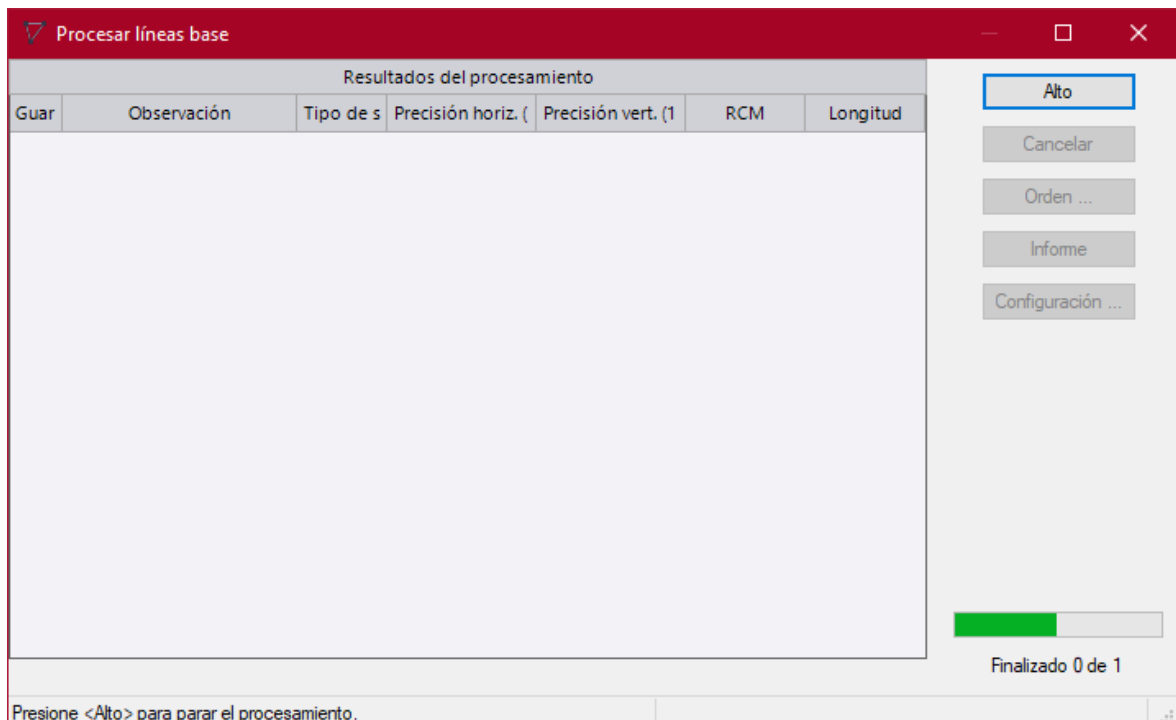 Procesar líneas base
Resultados del procesamiento
Guar Observación Tipo de s Precisión horiz. ( Precisión vert. (1 RCM Longitud
Alto
Cancelar
Orden ...
Informe
Configuración ...
Finalizado 0 de 1
Presione <Alto> para parar el procesamiento.